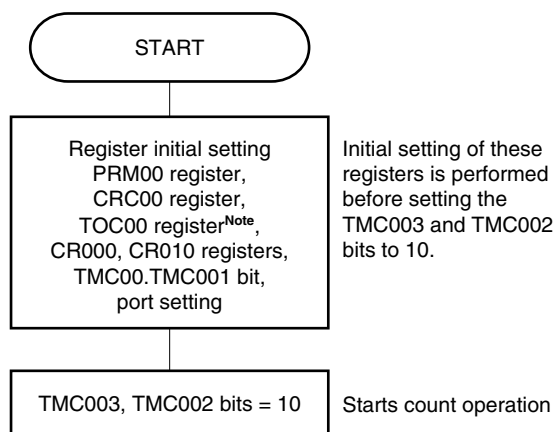 START
Register initial setting
PRM00 register,
CRC00 register,
TOC00 registerNote,
CR000, CR010 registers,
TMC00.TMC001 bit,
port setting
Initial setting of these
registers is performed
before setting the
TMC003 and TMC002
bits to 10.
TMC003, TMC002 bits = 10
Starts count operation